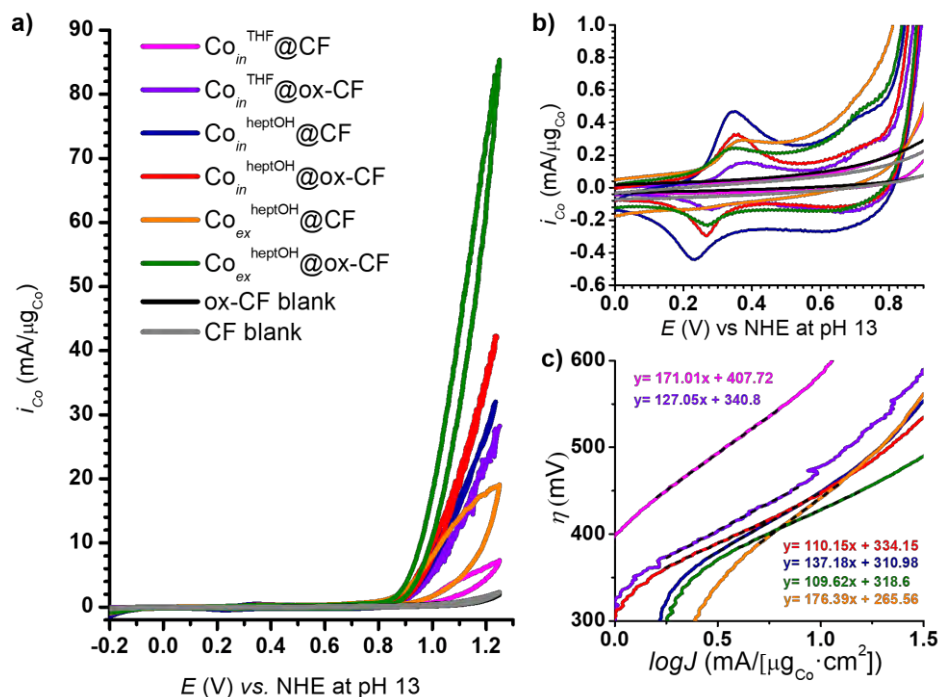 a)
90
80
70
60
50
40
30
20
10
0
i_Co (mA/μg_Co)
Co_in^THF@CF
Co_in^THF@ox-CF
Co_in^heptOH@CF
Co_in^heptOH@ox-CF
Co_ex^heptOH@CF
Co_ex^heptOH@ox-CF
ox-CF blank
CF blank
-0.2 0.0 0.2 0.4 0.6 0.8 1.0 1.2
E (V) vs. NHE at pH 13
b)
1.0
0.8
0.6
0.4
0.2
0.0
-0.2
-0.4
-0.6
i_Co (mA/μg_Co)
0.0 0.2 0.4 0.6 0.8
E (V) vs NHE at pH 13
c)
600
500
400
300
η (mV)
y= 171.01x + 407.72
y= 127.05x + 340.8
y= 110.15x + 334.15
y= 137.18x + 310.98
y= 109.62x + 318.6
y= 176.39x + 265.56
0.0 0.5 1.0 1.5
logJ (mA/[μg_Co·cm²])